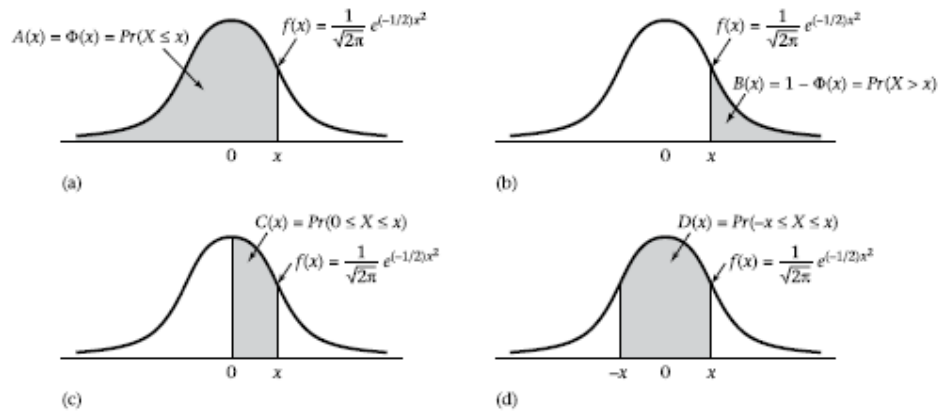 A(x) = Φ(x) = Pr(X ≤ x)
f(x) = 1/√2π e^(−1/2)x²
0 x
(a)
f(x) = 1/√2π e^(−1/2)x²
B(x) = 1 − Φ(x) = Pr(X > x)
0 x
(b)
C(x) = Pr(0 ≤ X ≤ x)
f(x) = 1/√2π e^(−1/2)x²
0 x
(c)
D(x) = Pr(−x ≤ X ≤ x)
f(x) = 1/√2π e^(−1/2)x²
−x 0 x
(d)